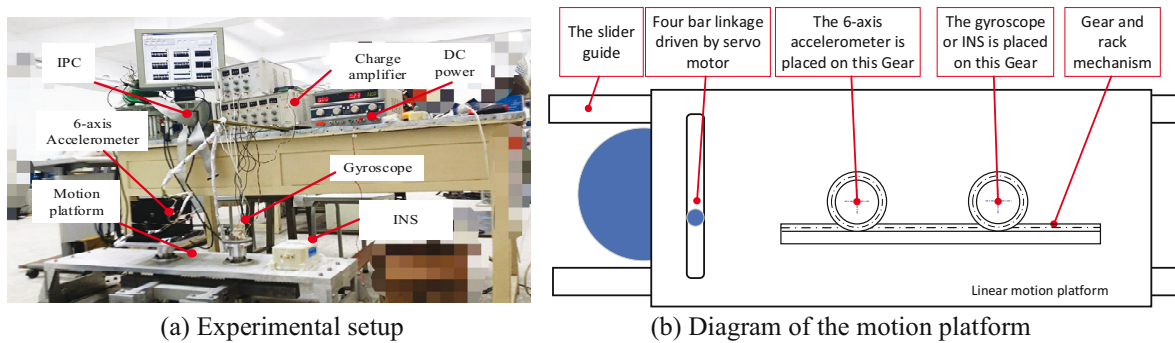 IPC
Charge
amplifier
DC
power
6-axis
Accelerometer
Gyroscope
Motion
platform
INS
(a) Experimental setup
The slider
guide
Four bar linkage
driven by servo
motor
The 6-axis
accelerometer is
placed on this Gear
The gyroscope
or INS is placed
on this Gear
Gear and
rack
mechanism
Linear motion platform
(b) Diagram of the motion platform